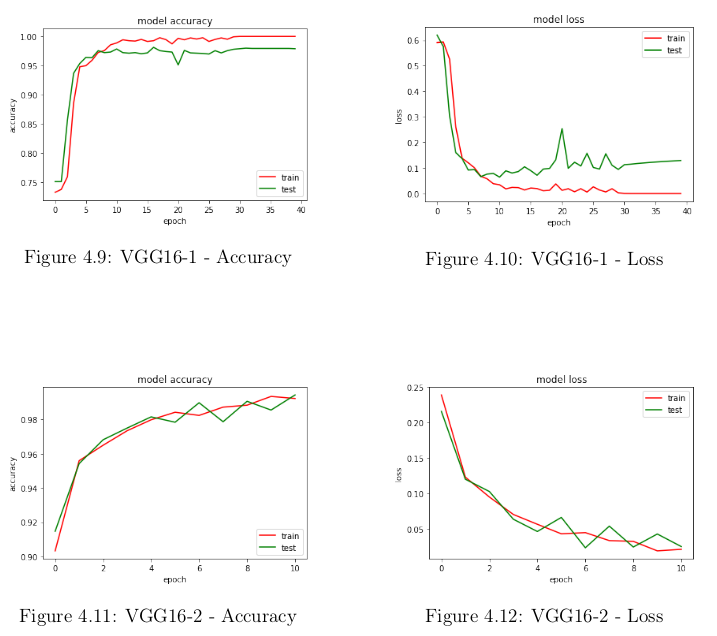 model accuracy
1.00
0.95
0.90
0.85
0.80
0.75
accuracy
train
test
0 5 10 15 20 25 30 35 40
epoch
Figure 4.9: VGG16-1 - Accuracy
model loss
0.6
0.5
0.4
0.3
0.2
0.1
0.0
loss
train
test
0 5 10 15 20 25 30 35 40
epoch
Figure 4.10: VGG16-1 - Loss
model accuracy
0.98
0.96
0.94
0.92
0.90
accuracy
train
test
0 2 4 6 8 10
epoch
Figure 4.11: VGG16-2 - Accuracy
model loss
0.25
0.20
0.15
0.10
0.05
loss
train
test
0 2 4 6 8 10
epoch
Figure 4.12: VGG16-2 - Loss